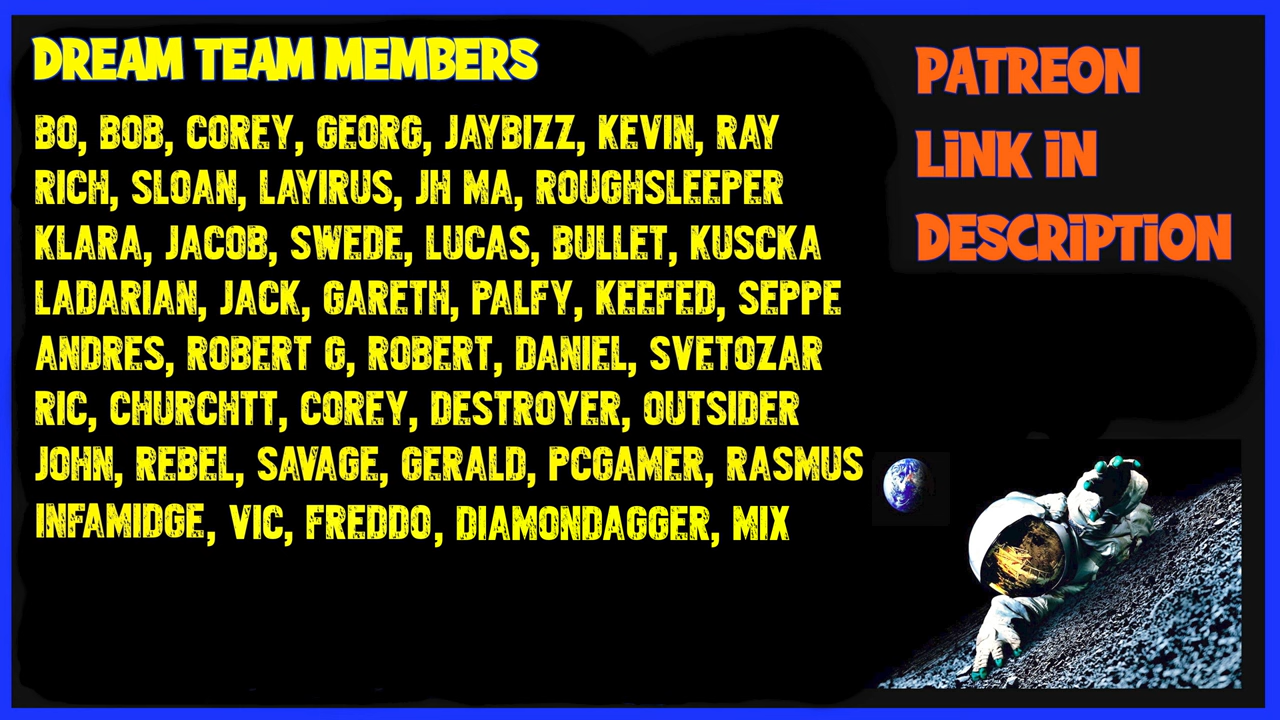 DREAM TEAM MEMBERS
BO, BOB, COREY, GEORG, JAYBIZZ, KEVIN, RAY
RICH, SLOAN, LAYIRUS, JH MA, ROUGHSLEEPER
KLARA, JACOB, SWEDE, LUCAS, BULLET, KUSCKA
LADARIAN, JACK, GARETH, PALFY, KEEFED, SEPPE
ANDRES, ROBERT G, ROBERT, DANIEL, SVETOZAR
RIC, CHURCHTT, COREY, DESTROYER, OUTSIDER
JOHN, REBEL, SAVAGE, GERALD, PCGAMER, RASMUS
INFAMIDGE, VIC, FREDDO, DIAMONDAGGER, MIX
PATREON
LiNK iN
DESCRiPTiON